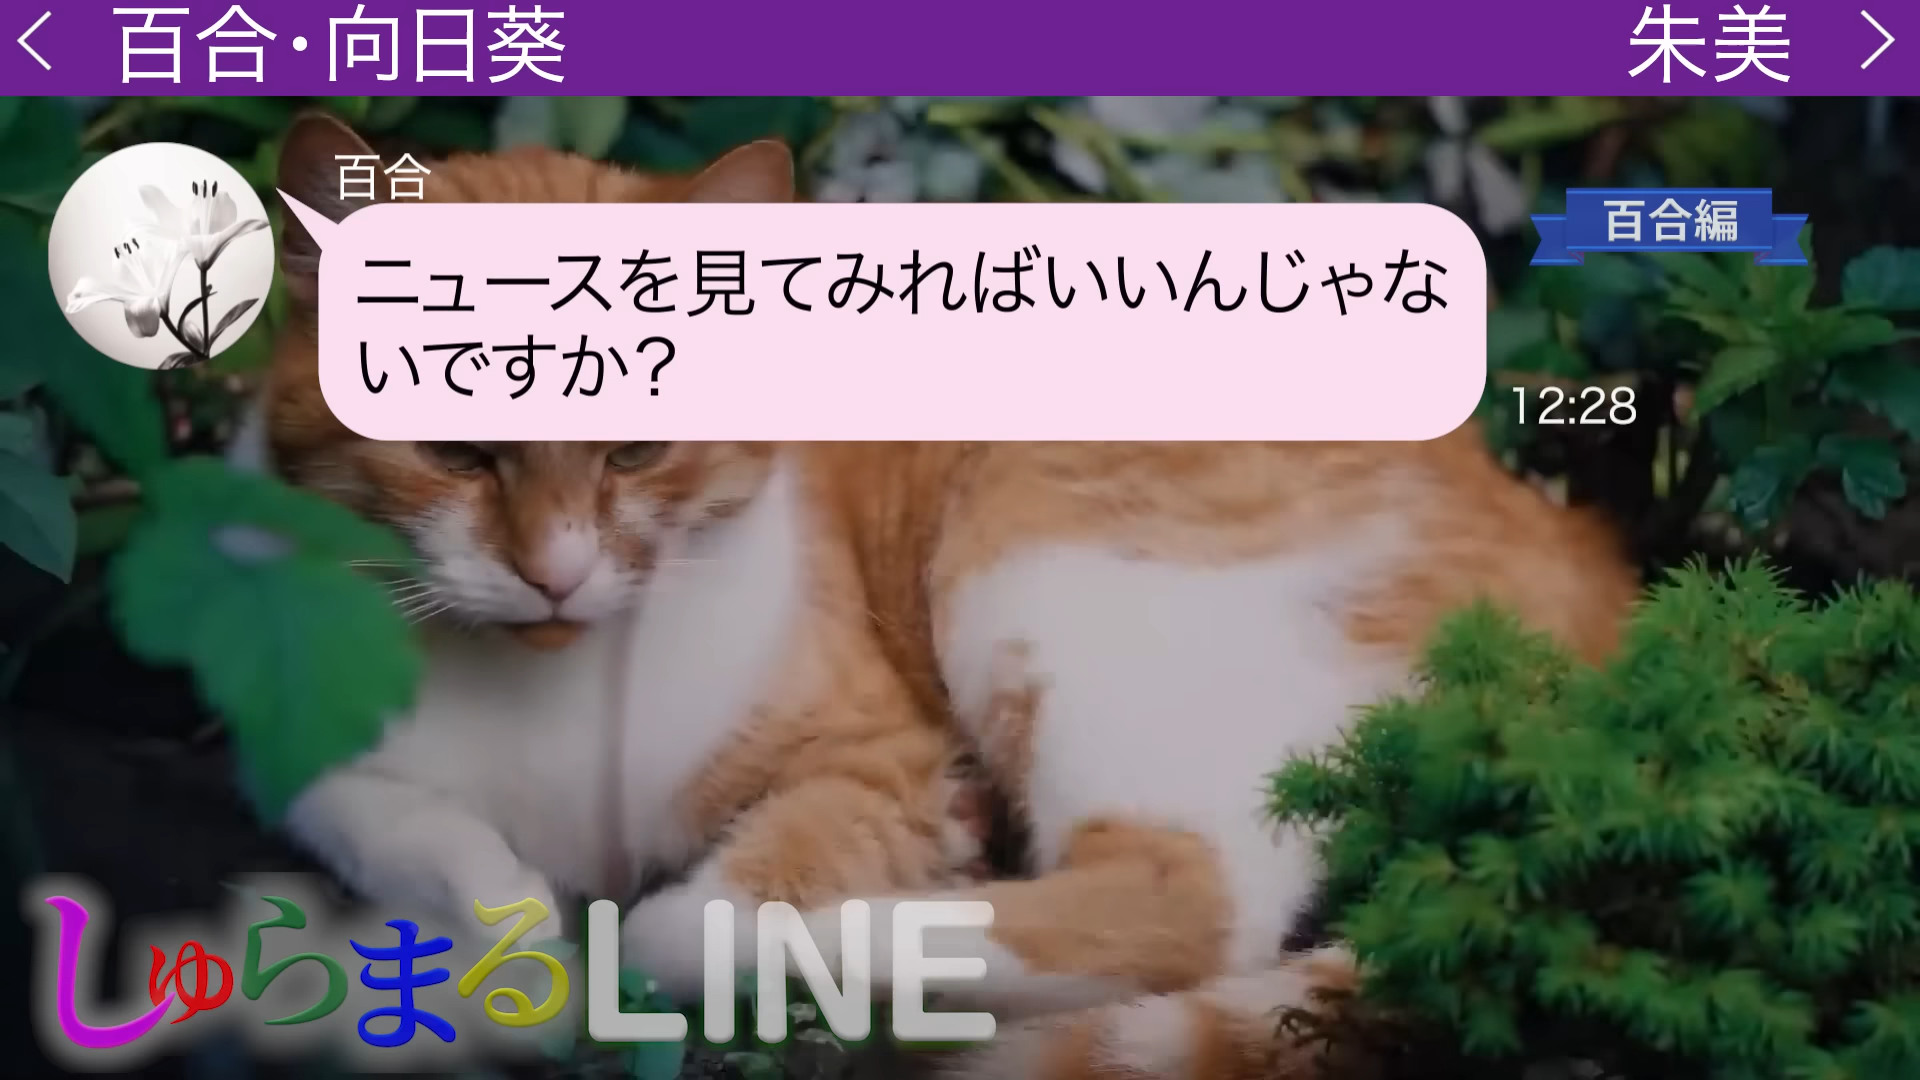 百合・向日葵
朱美
百合
百合編
ニュースを見てみればいいんじゃな
いですか？
12:28
しゅらまるLINE